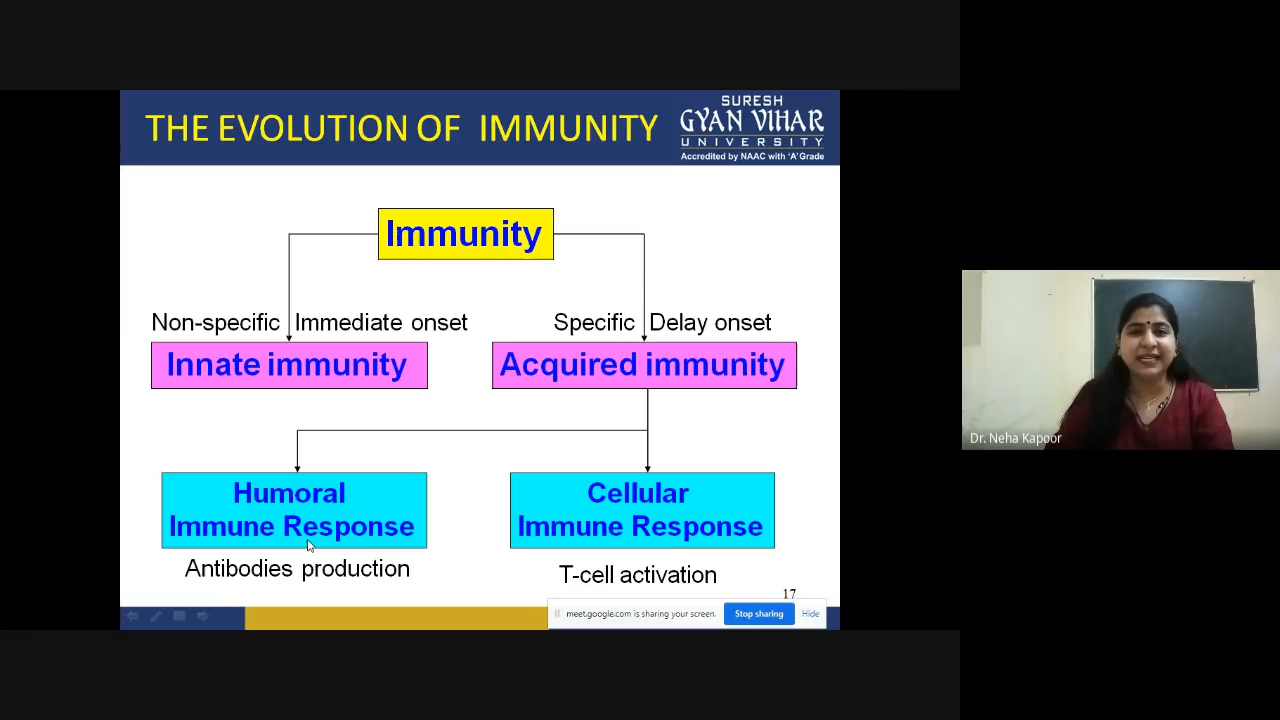 THE EVOLUTION OF IMMUNITY
SURESH
GYAN VIHAR
UNIVERSITY
Accredited by NAAC with 'A' Grade
Immunity
Non-specific Immediate onset
Specific Delay onset
Innate immunity
Acquired immunity
Humoral
Immune Response
Cellular
Immune Response
Antibodies production
T-cell activation
17
meet.google.com is sharing your screen.
Stop sharing
Hide
Dr. Neha Kapoor